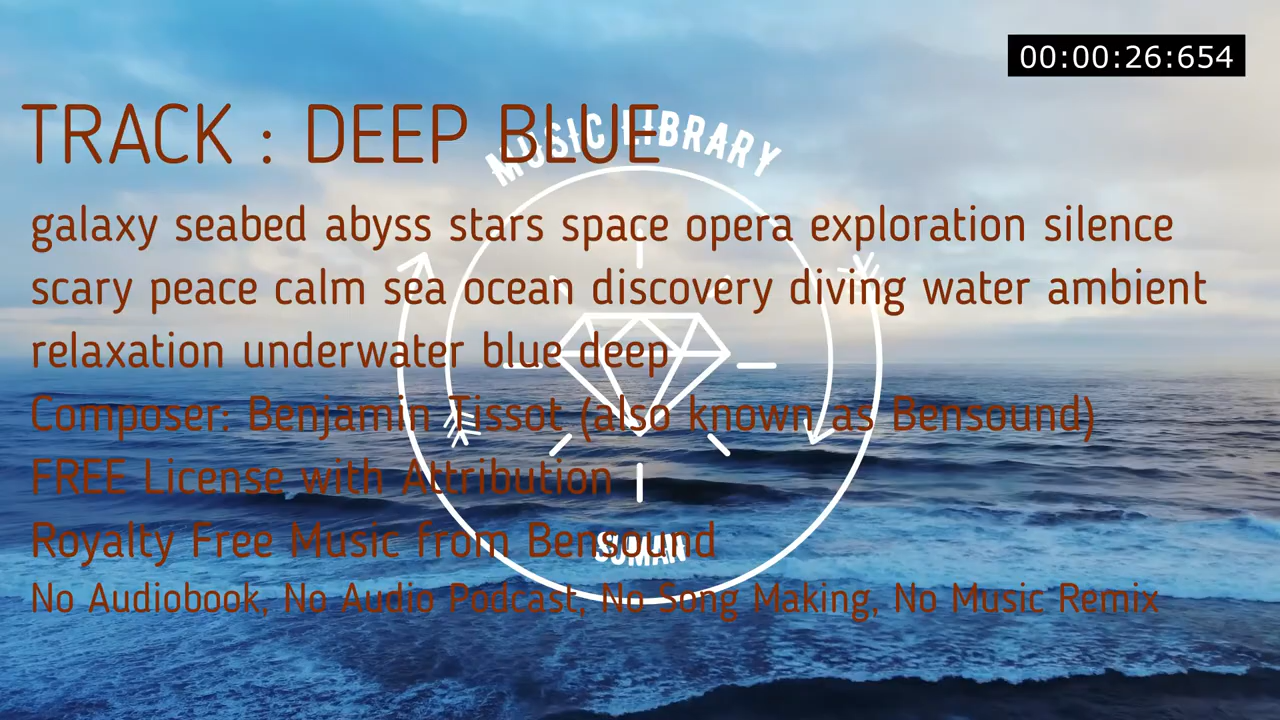 00:00:26:654
TRACK : DEEP BLUE
MUSIC LIBRARY
galaxy seabed abyss stars space opera exploration silence
scary peace calm sea ocean discovery diving water ambient
relaxation underwater blue deep
Composer: Benjamin Tissot (also known as Bensound)
FREE License with Attribution
Royalty Free Music from Bensound
SUMAN
No Audiobook, No Audio Podcast, No Song Making, No Music Remix